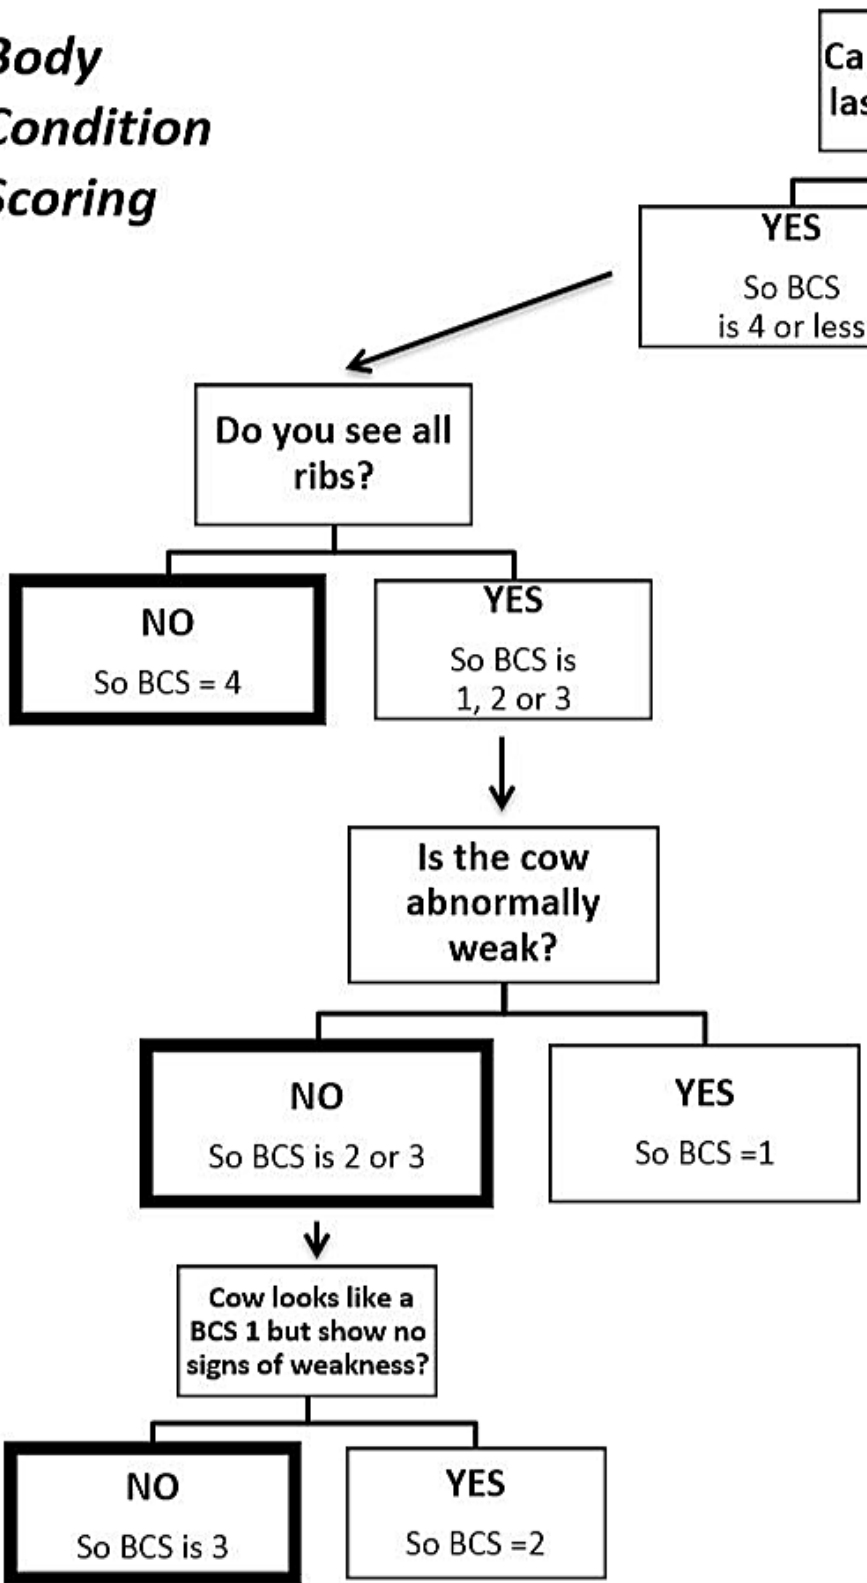 Body
Condition
Scoring
Ca
las
YES
So BCS
is 4 or less
Do you see all
ribs?
NO
So BCS = 4
YES
So BCS is
1, 2 or 3
Is the cow
abnormally
weak?
NO
So BCS is 2 or 3
YES
So BCS =1
Cow looks like a
BCS 1 but show no
signs of weakness?
NO
So BCS is 3
YES
So BCS =2